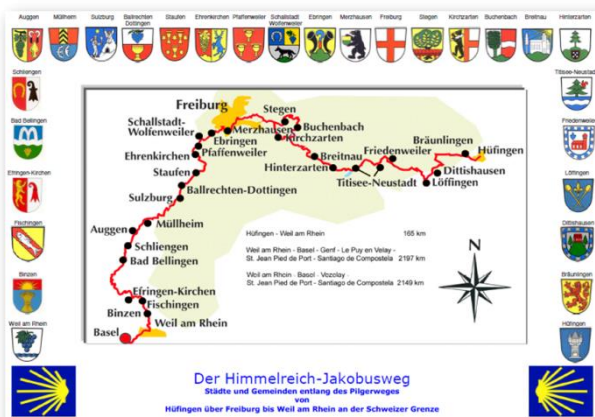 Auggen
Müllheim
Sulzburg
Ballrechten
Dottingen
Staufen
Ehrenkirchen
Pfaffenweiler
Schallstadt
Wolfenweiler
Ebringen
Merzhausen
Freiburg
Stegen
Kirchzarten
Buchenbach
Breitnau
Hinterzarten
Schliengen
Bad Bellingen
Efringen-Kirchen
Fischingen
Binzen
Weil am Rhein
Titisee-Neustadt
Friedenweiler
Löffingen
Dittishausen
Bräunlingen
Hüfingen
Freiburg
Stegen
Schallstadt-
Wolfenweiler
Merzhausen
Buchenbach
Kirchzarten
Ebringen
Pfaffenweiler
Ehrenkirchen
Breitnau
Friedenweiler
Bräunlingen
Hüfingen
Staufen
Hinterzarten
Dittishausen
Titisee-Neustadt
Löffingen
Ballrechten-Dottingen
Sulzburg
Müllheim
Auggen
Schliengen
Bad Bellingen
Efringen-Kirchen
Fischingen
Binzen
Weil am Rhein
Basel
Hüfingen - Weil am Rhein 165 km
Weil am Rhein - Basel - Genf - Le Puy en Velay -
St. Jean Pied de Port - Santiago de Compostela 2197 km
Weil am Rhein - Basel - Vezelay -
St. Jean Pied de Port - Santiago de Compostela 2149 km
N
Der Himmelreich-Jakobusweg
Städte und Gemeinden entlang des Pilgerweges
von
Hüfingen über Freiburg bis Weil am Rhein an der Schweizer Grenze